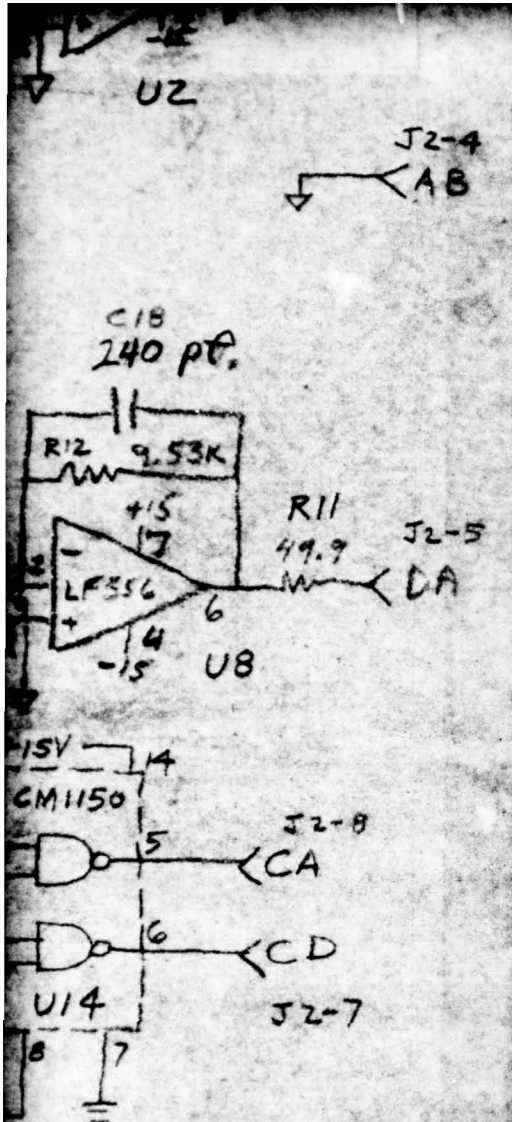 U2
J2-4
AB
C18
240 pf.
R12 9.53K
+15
7
R11
49.9
J2-5
DA
2 -
LF356
6
+
4
-15
U8
-15V 14
CM1150
J2-8
5
CA
6
CD
U14
J2-7
8 7